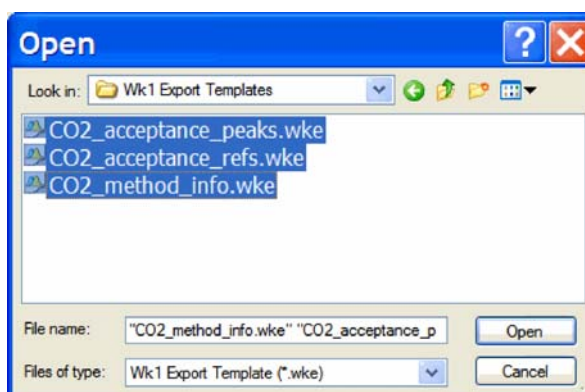 Open
Look in: Wk1 Export Templates
CO2_acceptance_peaks.wke
CO2_acceptance_refs.wke
CO2_method_info.wke
File name: "CO2_method_info.wke" "CO2_acceptance_p Open
Files of type: Wk1 Export Template (*.wke) Cancel